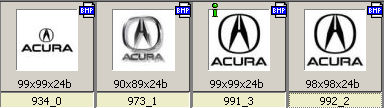 BMP BMP BMP BMP
ACURA ACURA ACURA ACURA
99x99x24b 90x89x24b 99x99x24b 98x98x24b
934_0 973_1 991_3 992_2